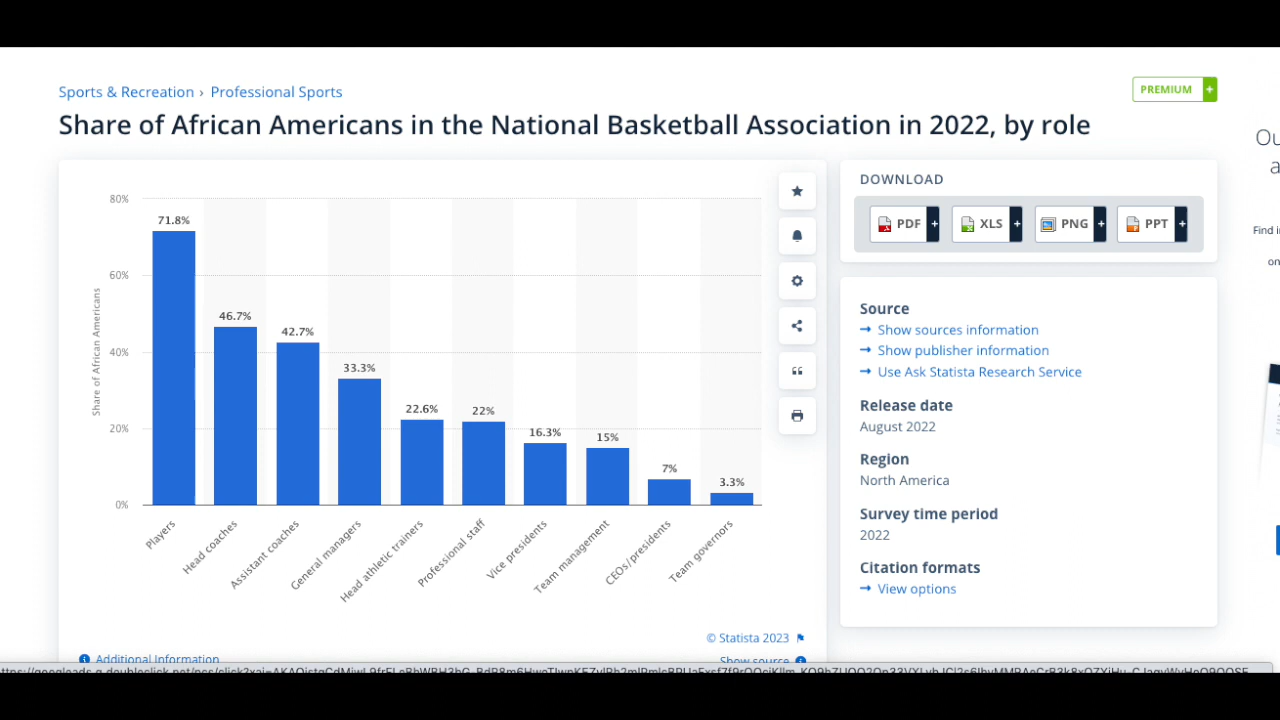 Sports & Recreation › Professional Sports
PREMIUM +
Share of African Americans in the National Basketball Association in 2022, by role
80%
60%
40%
20%
0%
Share of African Americans
71.8%
46.7%
42.7%
33.3%
22.6%
22%
16.3%
15%
7%
3.3%
Players
Head coaches
Assistant coaches
General managers
Head athletic trainers
Professional staff
Vice presidents
Team management
CEOs/presidents
Team governors
© Statista 2023
Additional Information
Show source
DOWNLOAD
PDF +
XLS +
PNG +
PPT +
Source
→ Show sources information
→ Show publisher information
→ Use Ask Statista Research Service
Release date
August 2022
Region
North America
Survey time period
2022
Citation formats
→ View options
Find
on